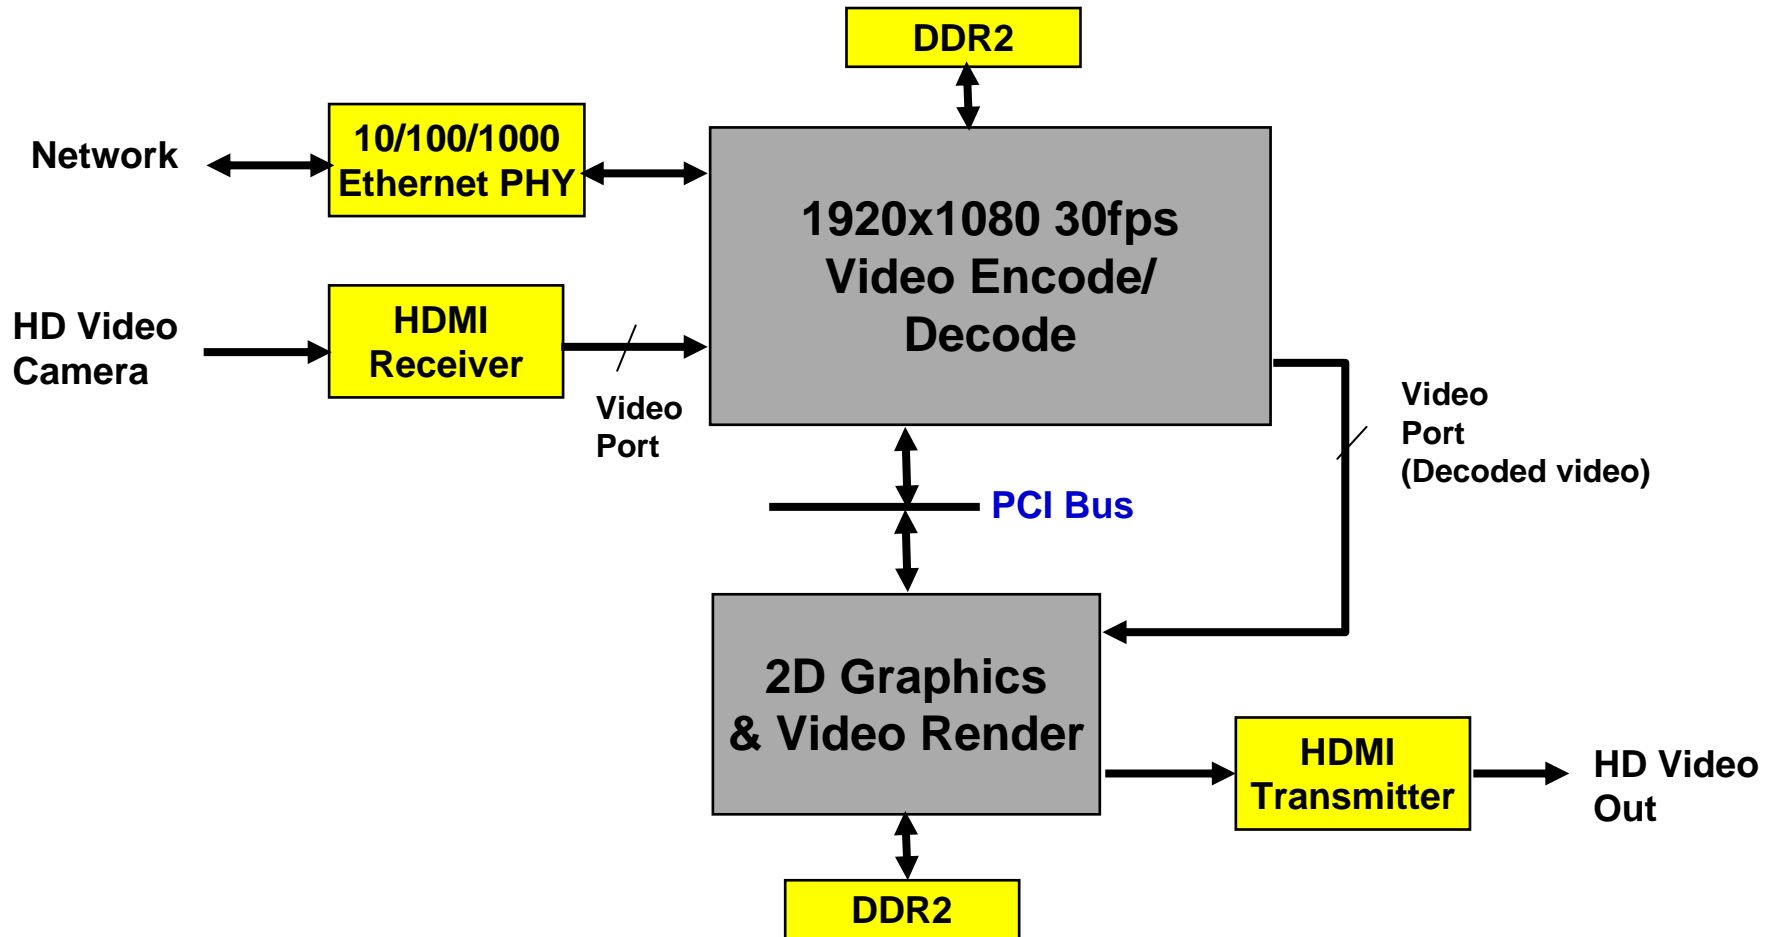 DDR2
Network
10/100/1000
Ethernet PHY
1920x1080 30fps
Video Encode/
Decode
HD Video
Camera
HDMI
Receiver
Video
Port
Video
Port
(Decoded video)
PCI Bus
2D Graphics
& Video Render
HDMI
Transmitter
HD Video
Out
DDR2